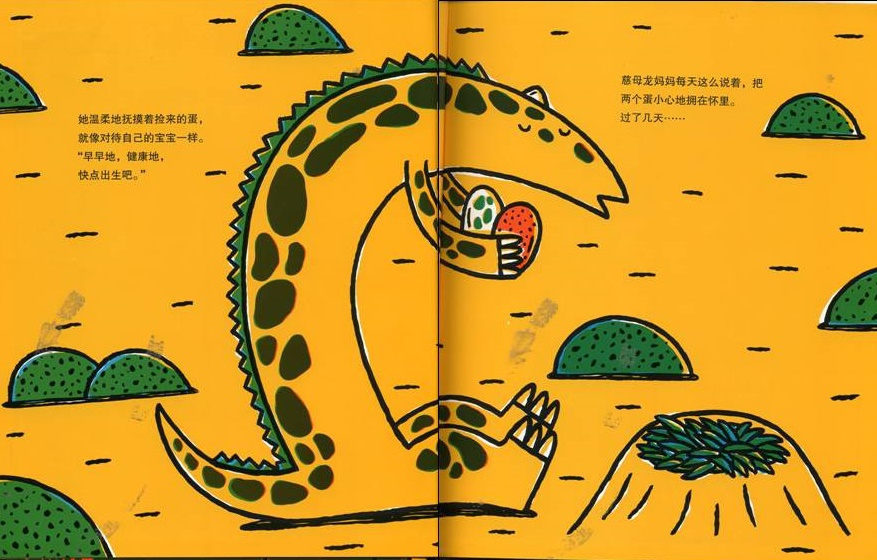 她温柔地抚摸着捡来的蛋，
就像对待自己的宝宝一样。
“早早地，健康地，
快点出生吧。”
慈母龙妈妈每天这么说着，把
两个蛋小心地拥在怀里。
过了几天……